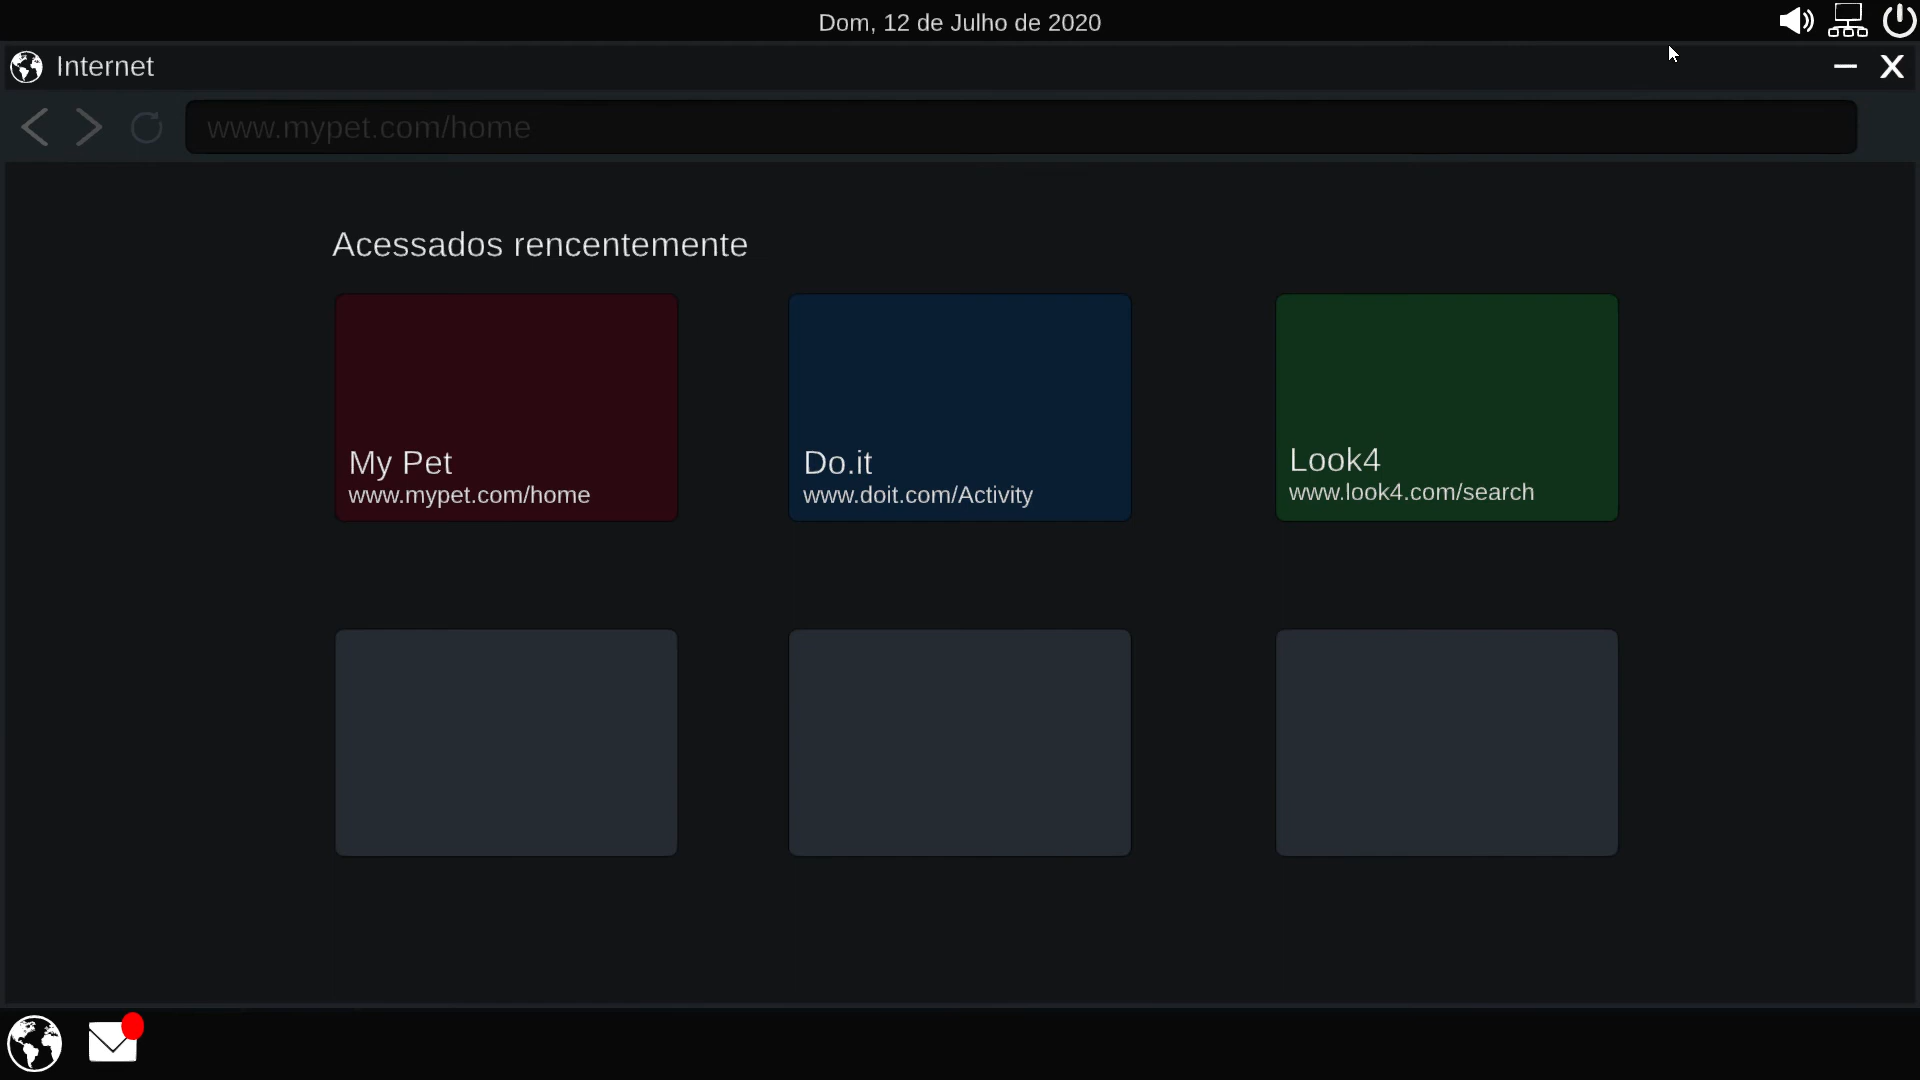 Dom, 12 de Julho de 2020
Internet
www.mypet.com/home
Acessados rencentemente
My Pet
www.mypet.com/home
Do.it
www.doit.com/Activity
Look4
www.look4.com/search